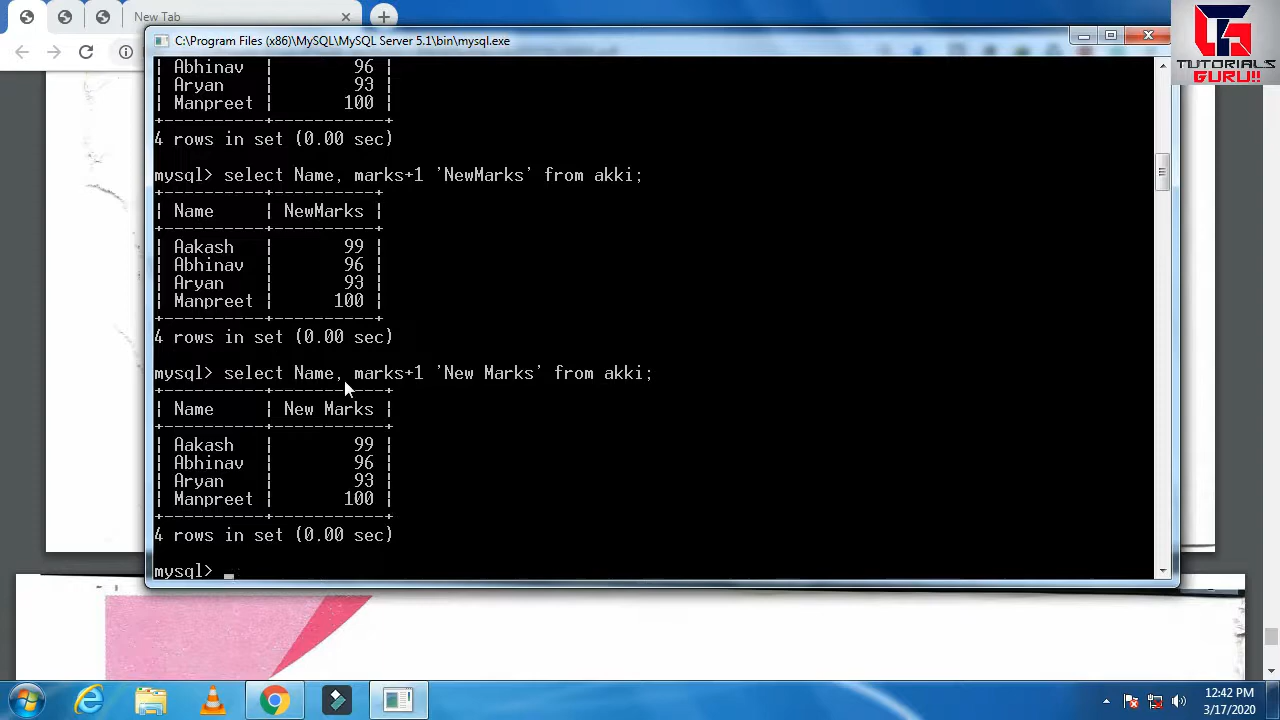 New Tab
C:\Program Files (x86)\MySQL\MySQL Server 5.1\bin\mysql.exe
TUTORIALS
GURU!!
| Abhinav  |        96 |
| Aryan    |        93 |
| Manpreet |       100 |
+----------+-----------+
4 rows in set (0.00 sec)
mysql> select Name, marks+1 'NewMarks' from akki;
+----------+----------+
| Name     | NewMarks |
+----------+----------+
| Aakash   |       99 |
| Abhinav  |       96 |
| Aryan    |       93 |
| Manpreet |      100 |
+----------+----------+
4 rows in set (0.00 sec)
mysql> select Name, marks+1 'New Marks' from akki;
+----------+-----------+
| Name     | New Marks |
+----------+-----------+
| Aakash   |        99 |
| Abhinav  |        96 |
| Aryan    |        93 |
| Manpreet |       100 |
+----------+-----------+
4 rows in set (0.00 sec)
mysql> _
12:42 PM
3/17/2020